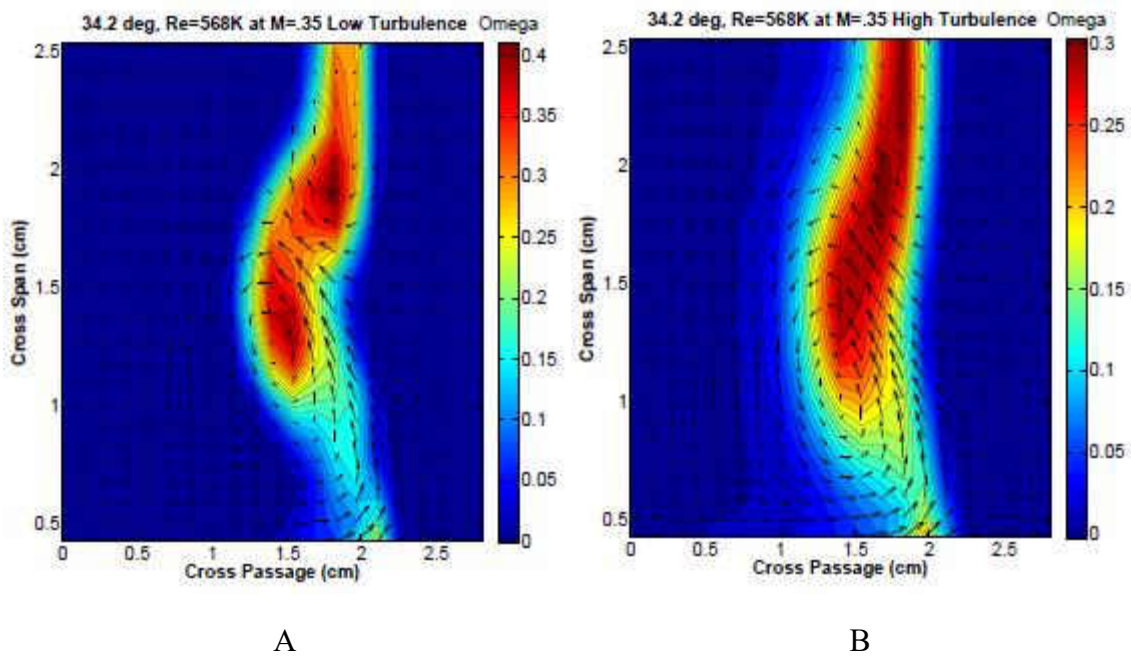 34.2 deg, Re=568K at M=.35 Low Turbulence Omega
2.5
2
1.5
1
0.5
0 0.5 1 1.5 2 2.5
Cross Span (cm)
Cross Passage (cm)
0.4
0.35
0.3
0.25
0.2
0.15
0.1
0.05
0
A
34.2 deg, Re=568K at M=.35 High Turbulence Omega
2.5
2
1.5
1
0.5
0 0.5 1 1.5 2 2.5
Cross Span (cm)
Cross Passage (cm)
0.3
0.25
0.2
0.15
0.1
0.05
0
B